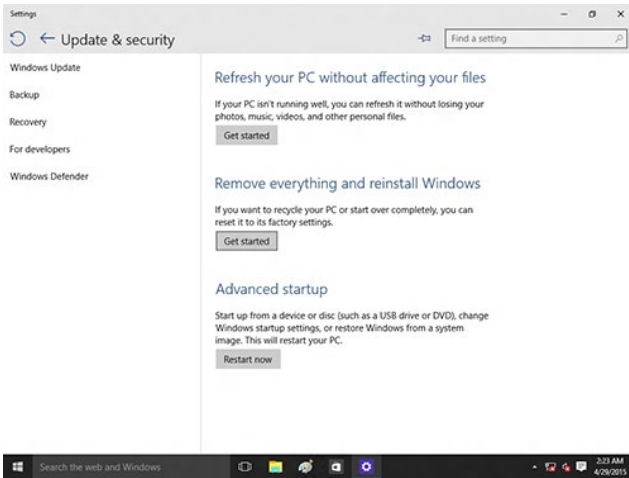 Settings
Update & security
Find a setting
Windows Update
Backup
Recovery
For developers
Windows Defender
Refresh your PC without affecting your files
If your PC isn't running well, you can refresh it without losing your
photos, music, videos, and other personal files.
Get started
Remove everything and reinstall Windows
If you want to recycle your PC or start over completely, you can
reset it to its factory settings.
Get started
Advanced startup
Start up from a device or disc (such as a USB drive or DVD), change
Windows startup settings, or restore Windows from a system
image. This will restart your PC.
Restart now
Search the web and Windows
2:23 AM
4/29/2015